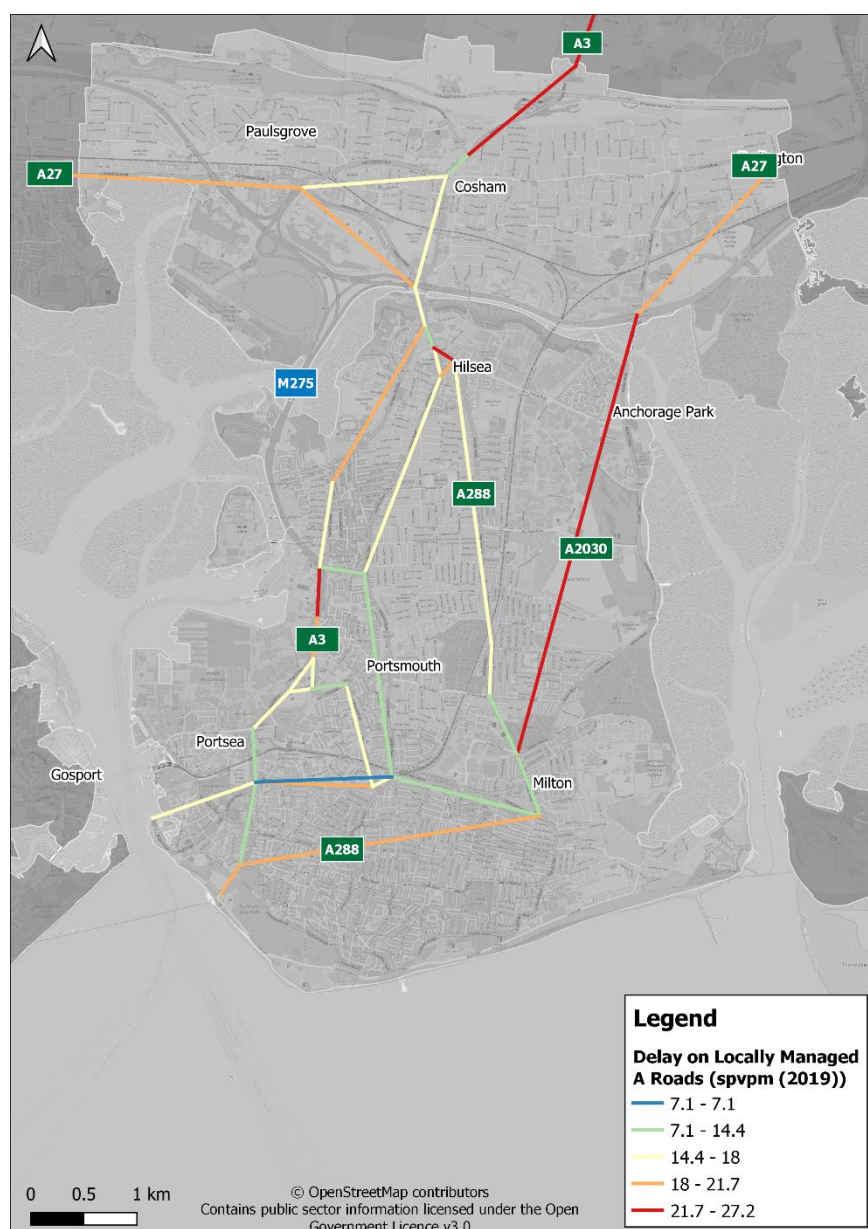 A3
Paulsgrove
A27
Cosham
A27
ington
M275
Hilsea
Anchorage Park
A288
A2030
A3
Portsmouth
Portsea
Gosport
Milton
A288
Legend
Delay on Locally Managed
A Roads (spvpm (2019))
7.1 - 7.1
7.1 - 14.4
14.4 - 18
18 - 21.7
21.7 - 27.2
0 0.5 1 km
© OpenStreetMap contributors
Contains public sector information licensed under the Open
Government Licence v3.0